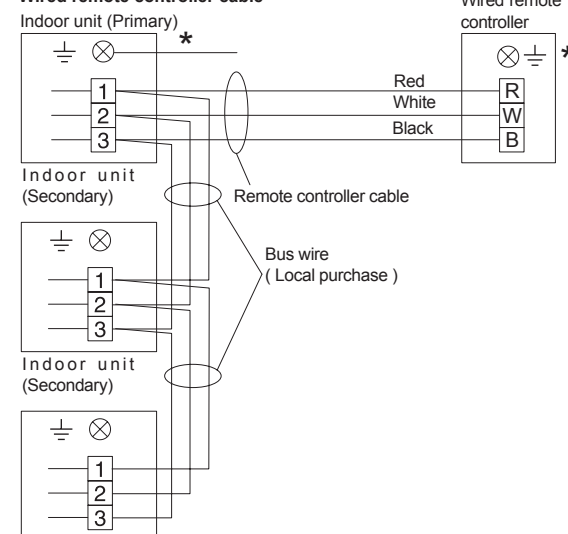 Wired remote controller cable
Wired remote
controller
Indoor unit (Primary)
*
*
1
2
3
Red
White
Black
R
W
B
Indoor unit
(Secondary)
Remote controller cable
1
2
3
Bus wire
( Local purchase )
Indoor unit
(Secondary)
1
2
3